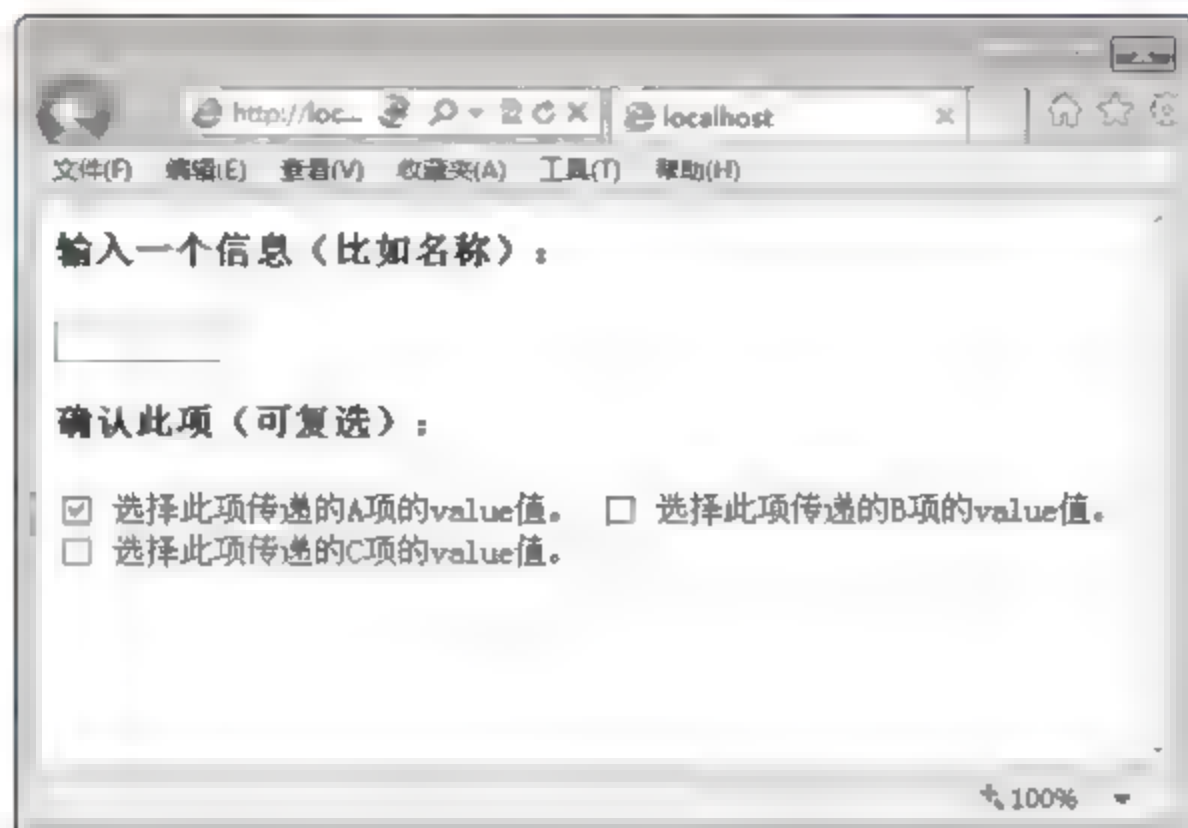 http://loc... localhost
文件(F) 编辑(E) 查看(V) 收藏夹(A) 工具(T) 帮助(H)
输入一个信息（比如名称）：
确认此项（可复选）：
选择此项传递的A项的value值。 选择此项传递的B项的value值。
选择此项传递的C项的value值。
100%